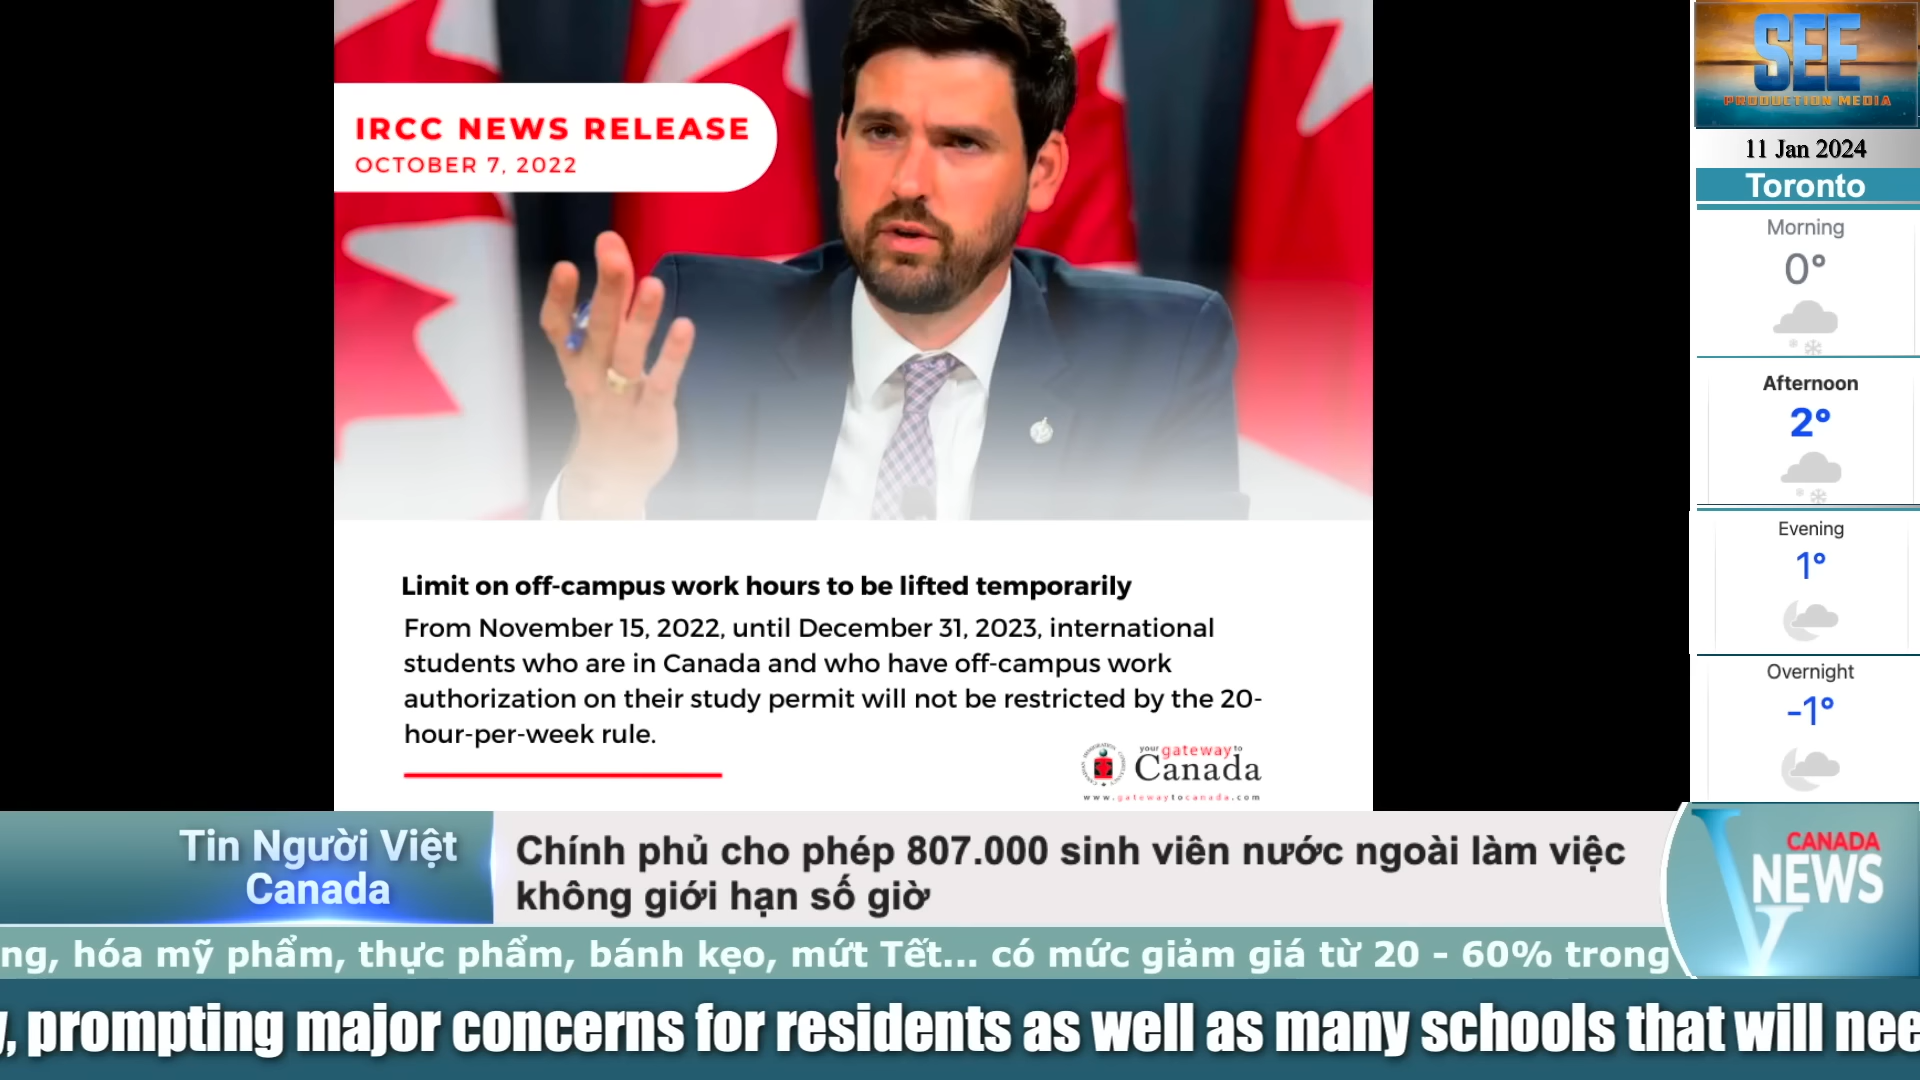 IRCC NEWS RELEASE
OCTOBER 7, 2022
Limit on off-campus work hours to be lifted temporarily
From November 15, 2022, until December 31, 2023, international
students who are in Canada and who have off-campus work
authorization on their study permit will not be restricted by the 20-
hour-per-week rule.
your gateway to
Canada
www.gatewaytocanada.com
SEE
PRODUCTION MEDIA
11 Jan 2024
Toronto
Morning
0°
Afternoon
2°
Evening
1°
Overnight
-1°
Tin Người Việt
Canada
Chính phủ cho phép 807.000 sinh viên nước ngoài làm việc
không giới hạn số giờ
V
CANADA
NEWS
ng, hóa mỹ phẩm, thực phẩm, bánh kẹo, mứt Tết... có mức giảm giá từ 20 - 60% trong
, prompting major concerns for residents as well as many schools that will nee